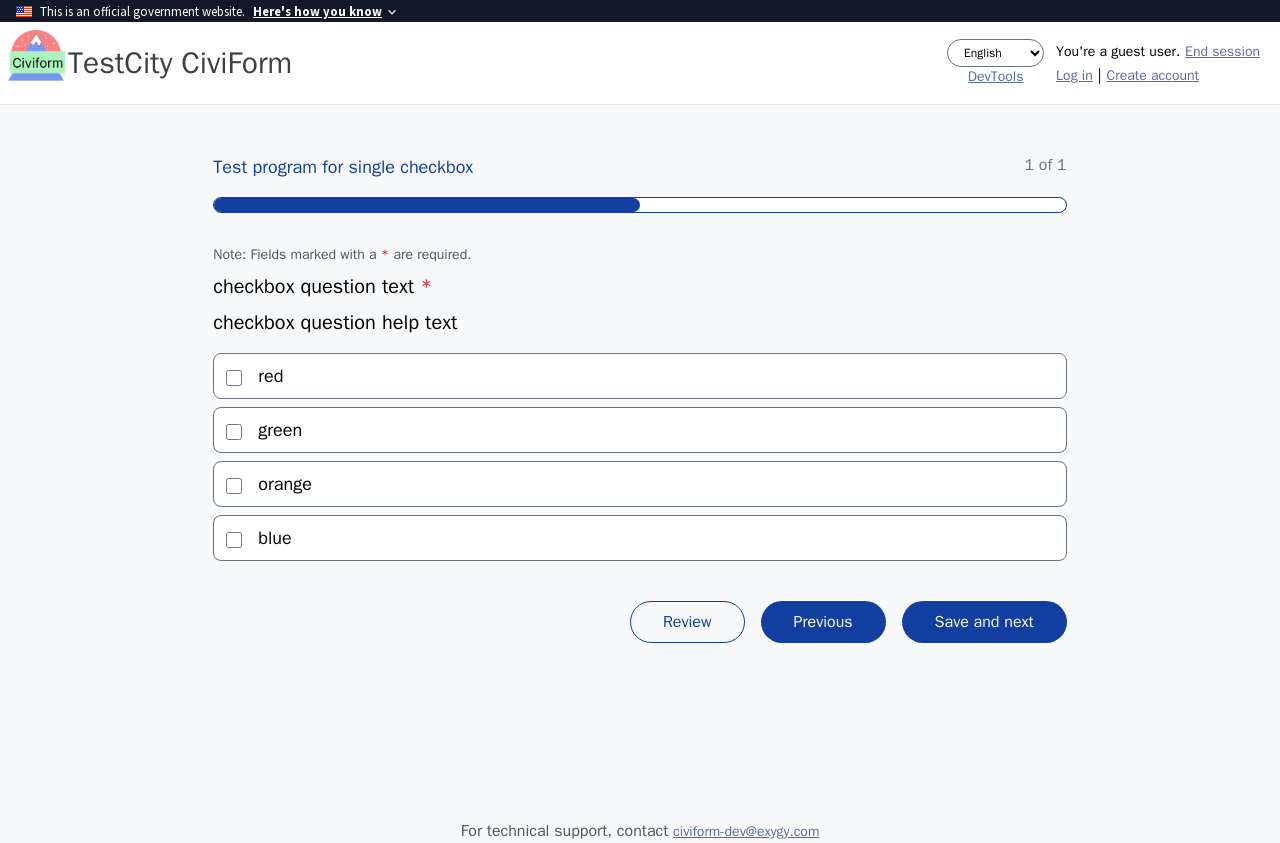 This is an official government website. Here's how you know
Civiform
TestCity CiviForm
English
DevTools
You're a guest user. End session
Log in | Create account
Test program for single checkbox
1 of 1
Note: Fields marked with a * are required.
checkbox question text *
checkbox question help text
red
green
orange
blue
Review
Previous
Save and next
For technical support, contact civiform-dev@exygy.com